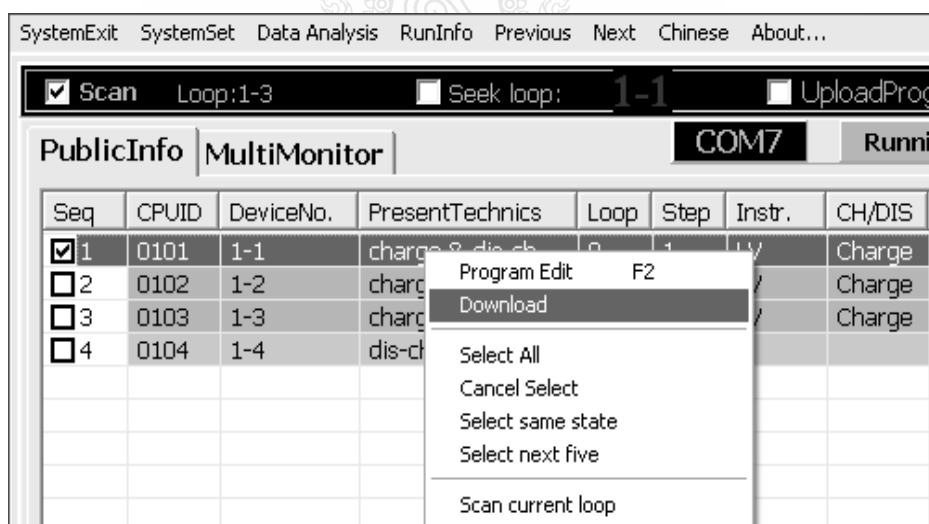 SystemExit SystemSet Data Analysis RunInfo Previous Next Chinese About...
Scan Loop:1-3 Seek loop: 1-1
PublicInfo MultiMonitor COM7
Seq CPUID DeviceNo. PresentTechnics Loop Step Instr. CH/DIS
1 0101 1-1 Charge
Program Edit F2
2 0102 1-2 Charge
Download
3 0103 1-3 Charge
4 0104 1-4
Select All
Cancel Select
Select same state
Select next five
Scan current loop